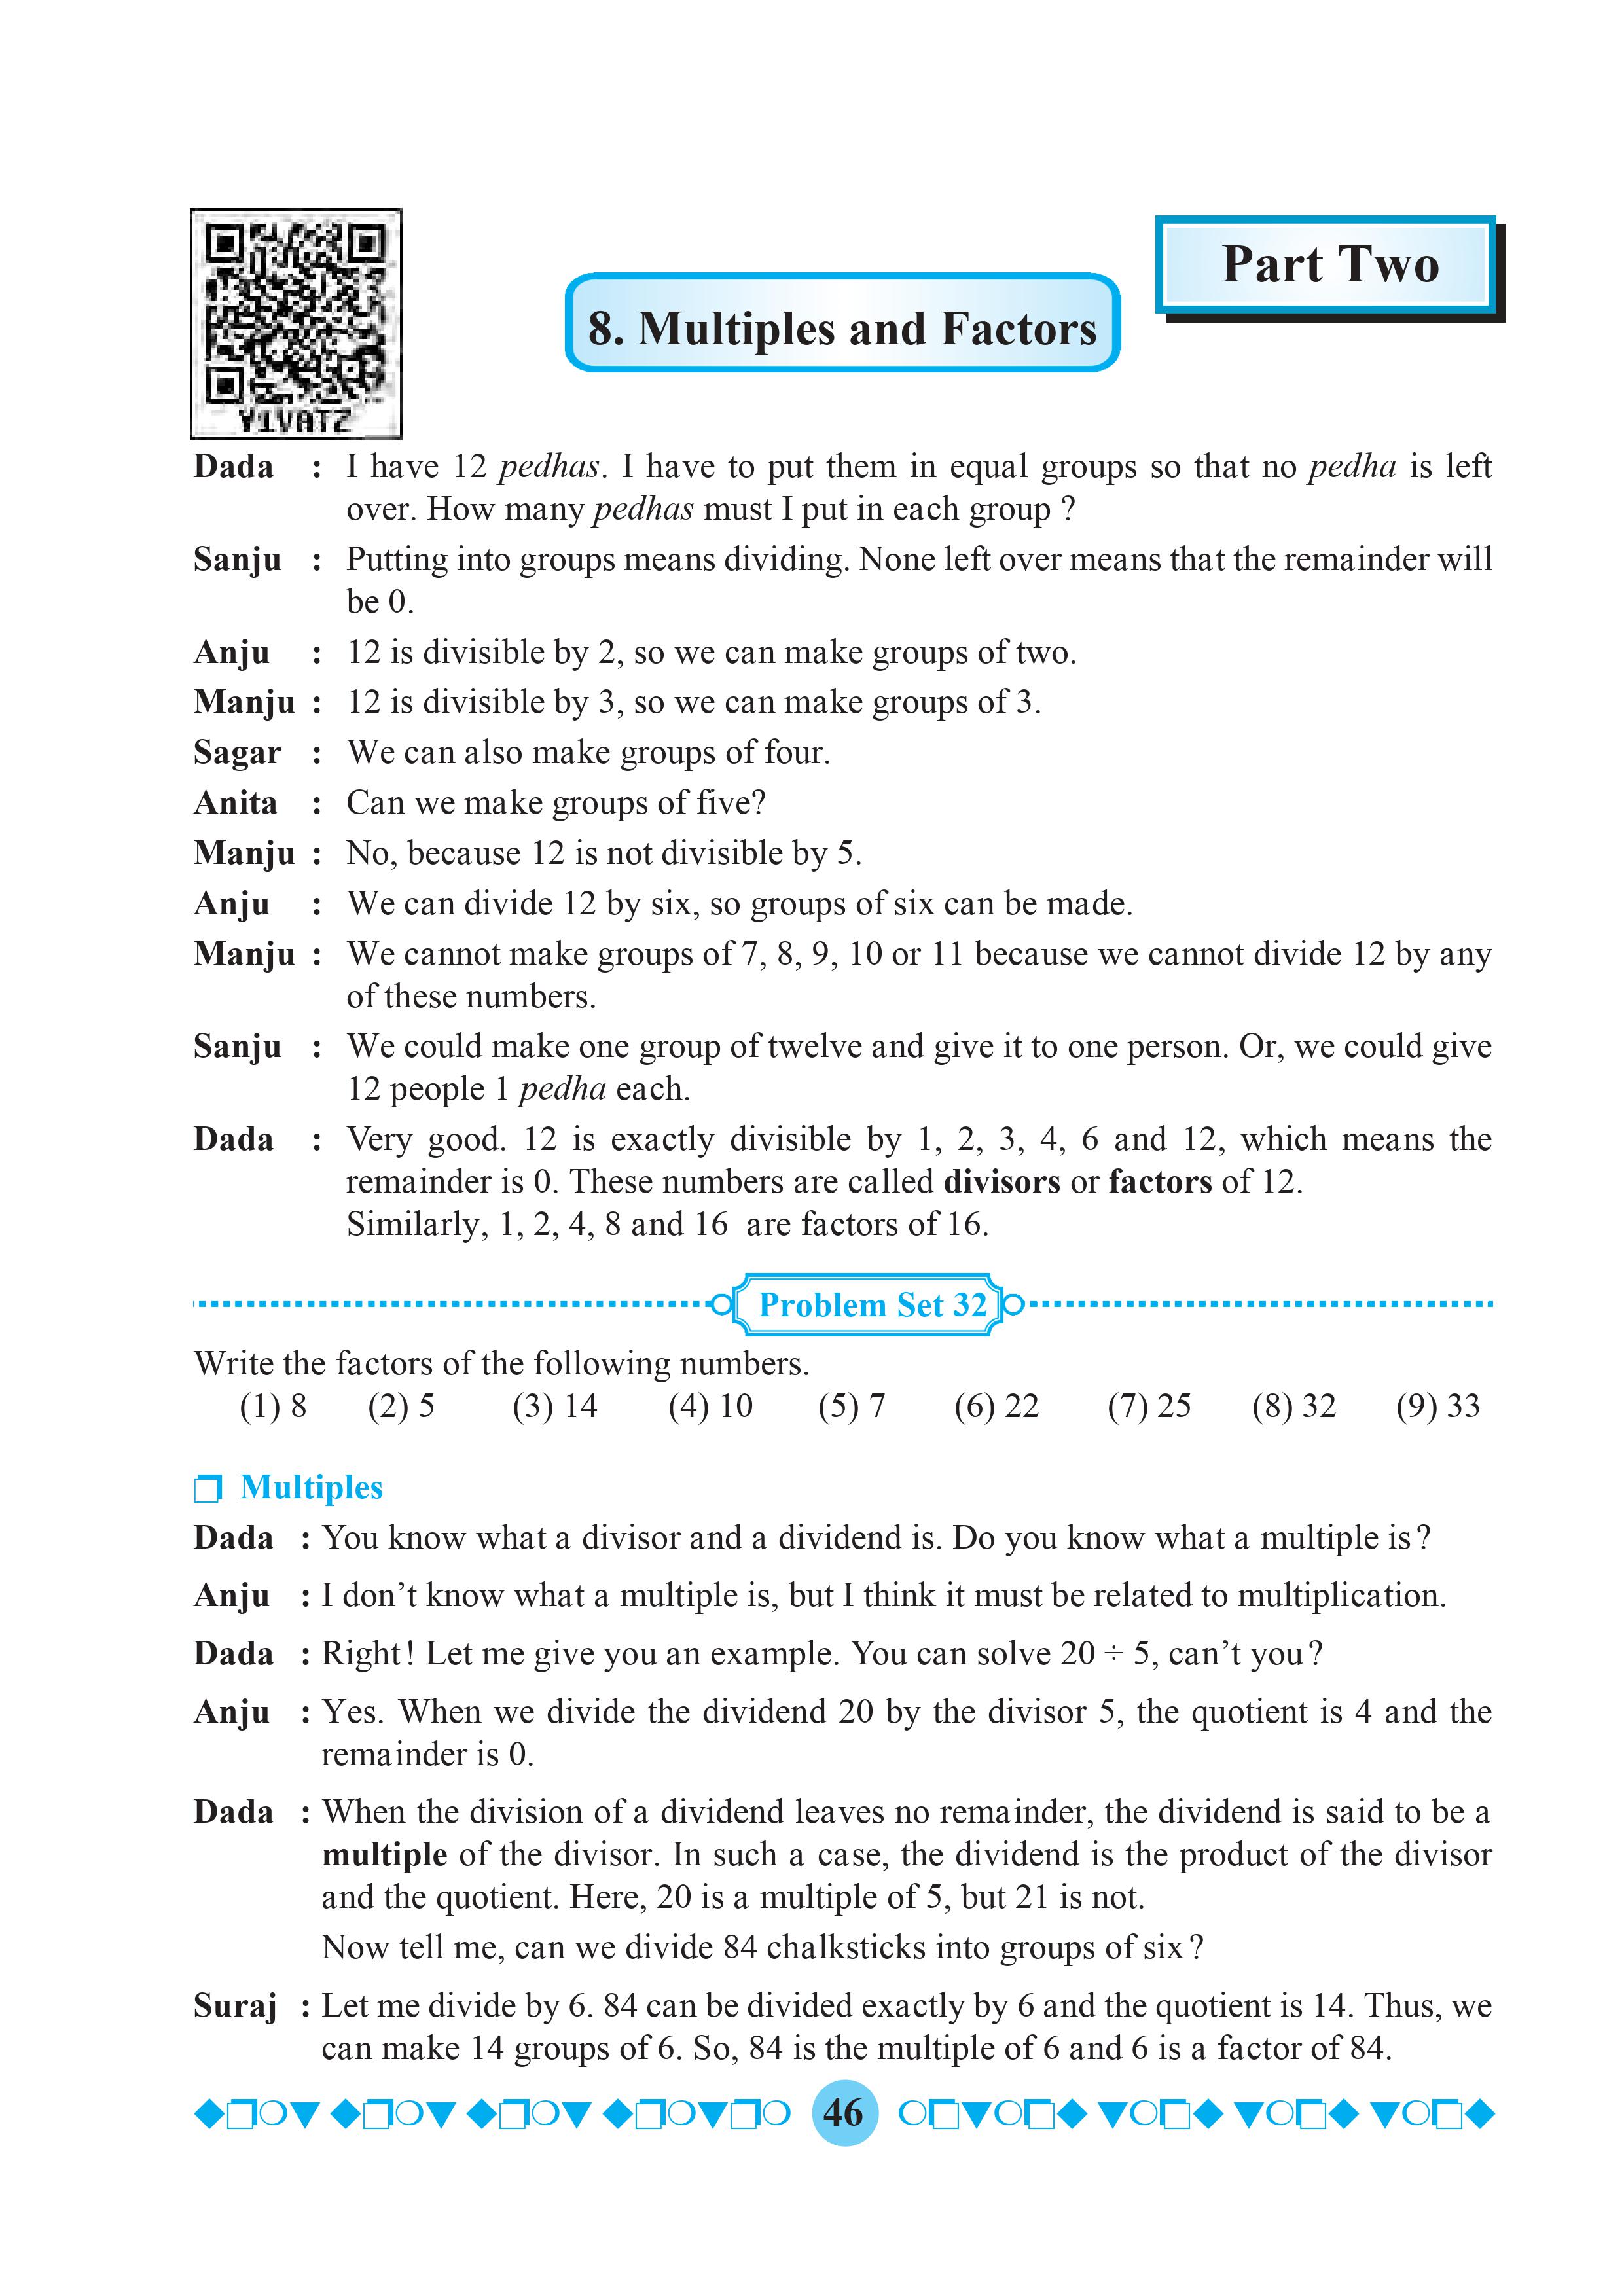 Part Two
8. Multiples and Factors
Dada : I have 12 pedhas. I have to put them in equal groups so that no pedha is left
over. How many pedhas must I put in each group ?
Sanju : Putting into groups means dividing. None left over means that the remainder will
be 0.
Anju : 12 is divisible by 2, so we can make groups of two.
Manju : 12 is divisible by 3, so we can make groups of 3.
Sagar : We can also make groups of four.
Anita : Can we make groups of five?
Manju : No, because 12 is not divisible by 5.
Anju : We can divide 12 by six, so groups of six can be made.
Manju : We cannot make groups of 7, 8, 9, 10 or 11 because we cannot divide 12 by any
of these numbers.
Sanju : We could make one group of twelve and give it to one person. Or, we could give
12 people 1 pedha each.
Dada : Very good. 12 is exactly divisible by 1, 2, 3, 4, 6 and 12, which means the
remainder is 0. These numbers are called divisors or factors of 12.
Similarly, 1, 2, 4, 8 and 16 are factors of 16.
Problem Set 32
Write the factors of the following numbers.
(1) 8 (2) 5 (3) 14 (4) 10 (5) 7 (6) 22 (7) 25 (8) 32 (9) 33
Multiples
Dada : You know what a divisor and a dividend is. Do you know what a multiple is ?
Anju : I don’t know what a multiple is, but I think it must be related to multiplication.
Dada : Right ! Let me give you an example. You can solve 20 ÷ 5, can’t you ?
Anju : Yes. When we divide the dividend 20 by the divisor 5, the quotient is 4 and the
remainder is 0.
Dada : When the division of a dividend leaves no remainder, the dividend is said to be a
multiple of the divisor. In such a case, the dividend is the product of the divisor
and the quotient. Here, 20 is a multiple of 5, but 21 is not.
Now tell me, can we divide 84 chalksticks into groups of six ?
Suraj : Let me divide by 6. 84 can be divided exactly by 6 and the quotient is 14. Thus, we
can make 14 groups of 6. So, 84 is the multiple of 6 and 6 is a factor of 84.
46